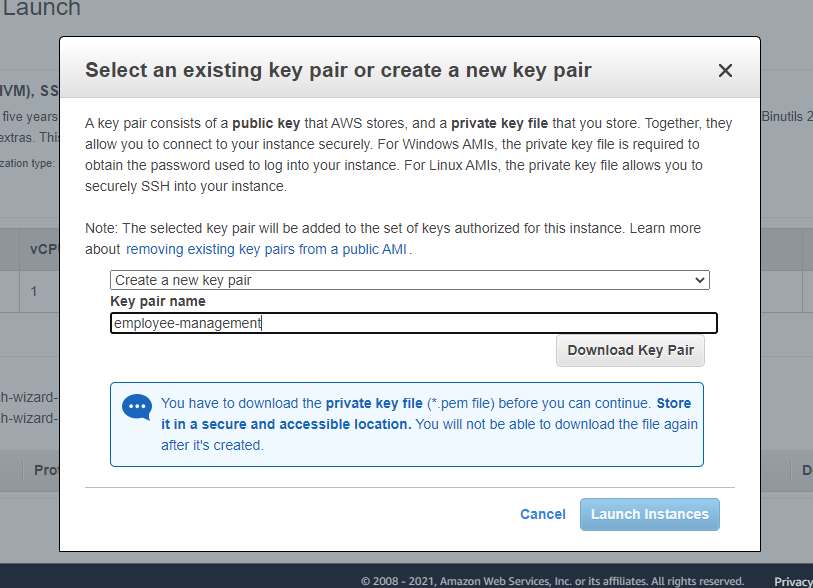 Launch
Select an existing key pair or create a new key pair
IVM), SS
five years
Binutils 2
extras. This
zation type:
A key pair consists of a public key that AWS stores, and a private key file that you store. Together, they
allow you to connect to your instance securely. For Windows AMIs, the private key file is required to
obtain the password used to log into your instance. For Linux AMIs, the private key file allows you to
securely SSH into your instance.
Note: The selected key pair will be added to the set of keys authorized for this instance. Learn more
about removing existing key pairs from a public AMI .
vCPU
1
Create a new key pair
Key pair name
employee-management
Download Key Pair
You have to download the private key file (*.pem file) before you can continue. Store
it in a secure and accessible location. You will not be able to download the file again
after it's created.
h-wizard-
h-wizard-
Prot
D
Cancel
Launch Instances
© 2008 - 2021, Amazon Web Services, Inc. or its affiliates. All rights reserved.
Privacy